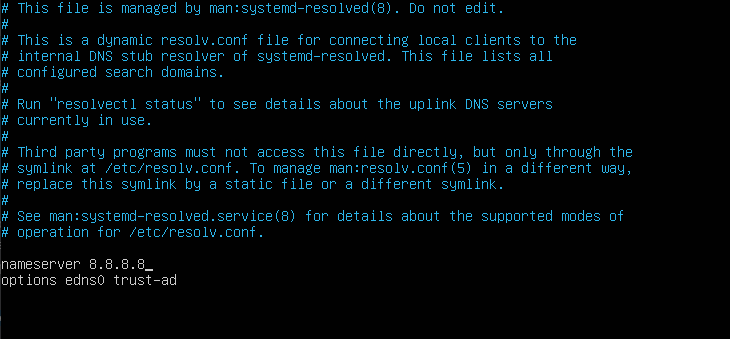 # This file is managed by man:systemd-resolved(8). Do not edit.
#
# This is a dynamic resolv.conf file for connecting local clients to the
# internal DNS stub resolver of systemd-resolved. This file lists all
# configured search domains.
#
# Run "resolvectl status" to see details about the uplink DNS servers
# currently in use.
#
# Third party programs must not access this file directly, but only through the
# symlink at /etc/resolv.conf. To manage man:resolv.conf(5) in a different way,
# replace this symlink by a static file or a different symlink.
#
# See man:systemd-resolved.service(8) for details about the supported modes of
# operation for /etc/resolv.conf.
nameserver 8.8.8.8
options edns0 trust-ad